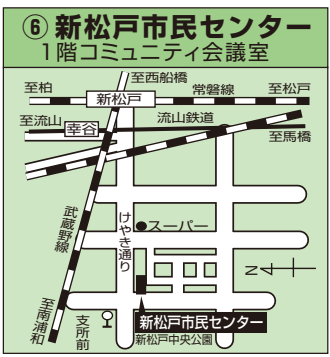 ⑥ 新松戸市民センター
1階コミュニティ会議室
至西船橋
至柏
新松戸
常磐線
至松戸
至流山
幸谷
流山鉄道
至馬橋
武蔵野線
けやき通り
スーパー
N
至南浦和
支所前
新松戸市民センター
新松戸中央公園